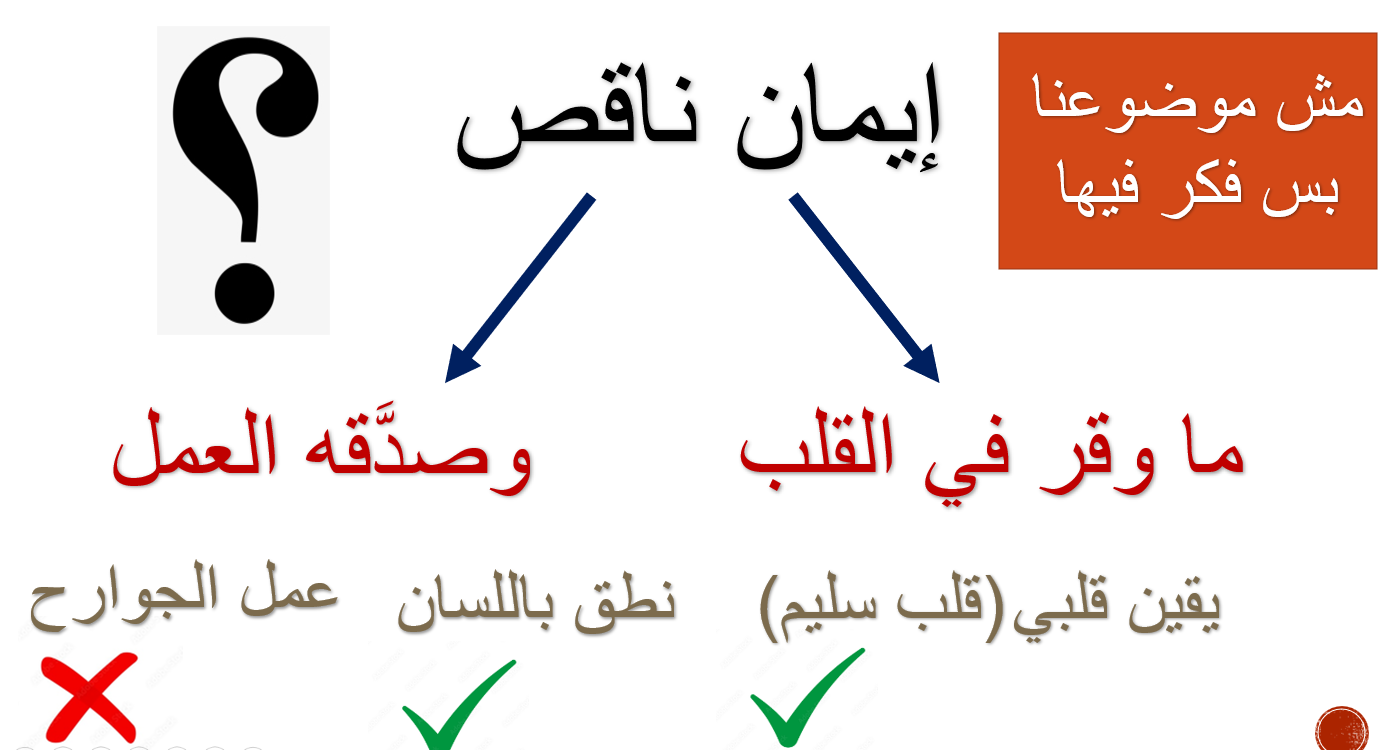 مش موضوعنا
بس فكر فيها
إيمان ناقص
؟
ما وقر في القلب
وصدَّقه العمل
يقين قلبي(قلب سليم)
نطق باللسان
عمل الجوارح